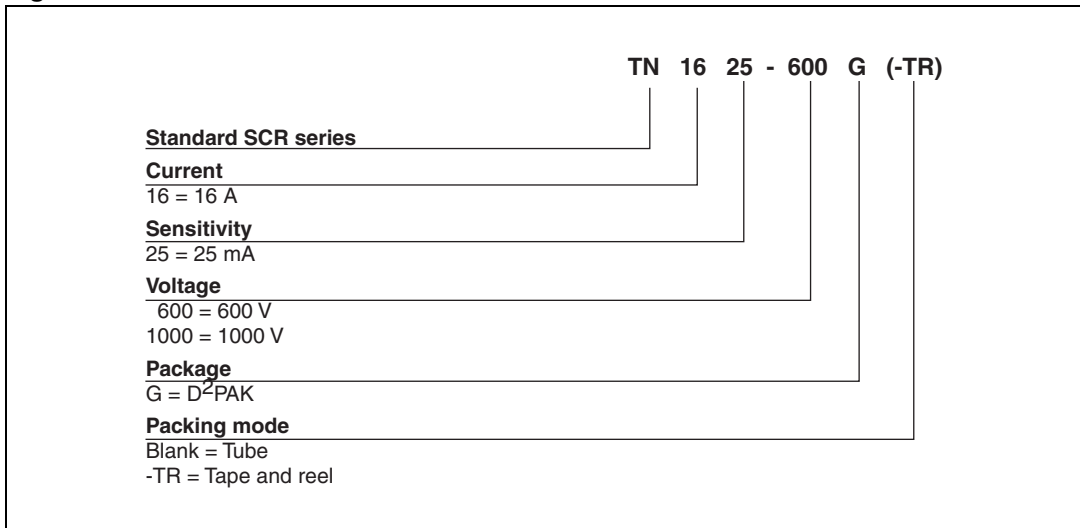 TN 16 25 - 600 G (-TR)
Standard SCR series
Current
16 = 16 A
Sensitivity
25 = 25 mA
Voltage
600 = 600 V
1000 = 1000 V
Package
G = D²PAK
Packing mode
Blank = Tube
-TR = Tape and reel